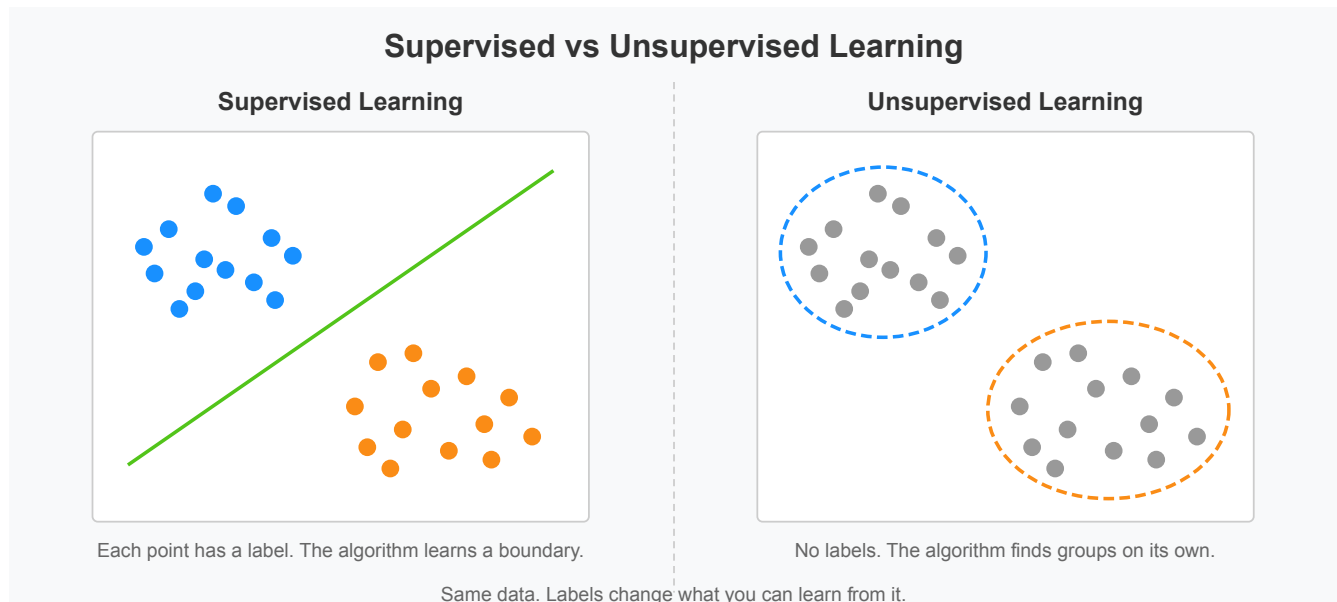 Supervised vs Unsupervised Learning
Supervised Learning
Unsupervised Learning
Each point has a label. The algorithm learns a boundary.
No labels. The algorithm finds groups on its own.
Same data. Labels change what you can learn from it.